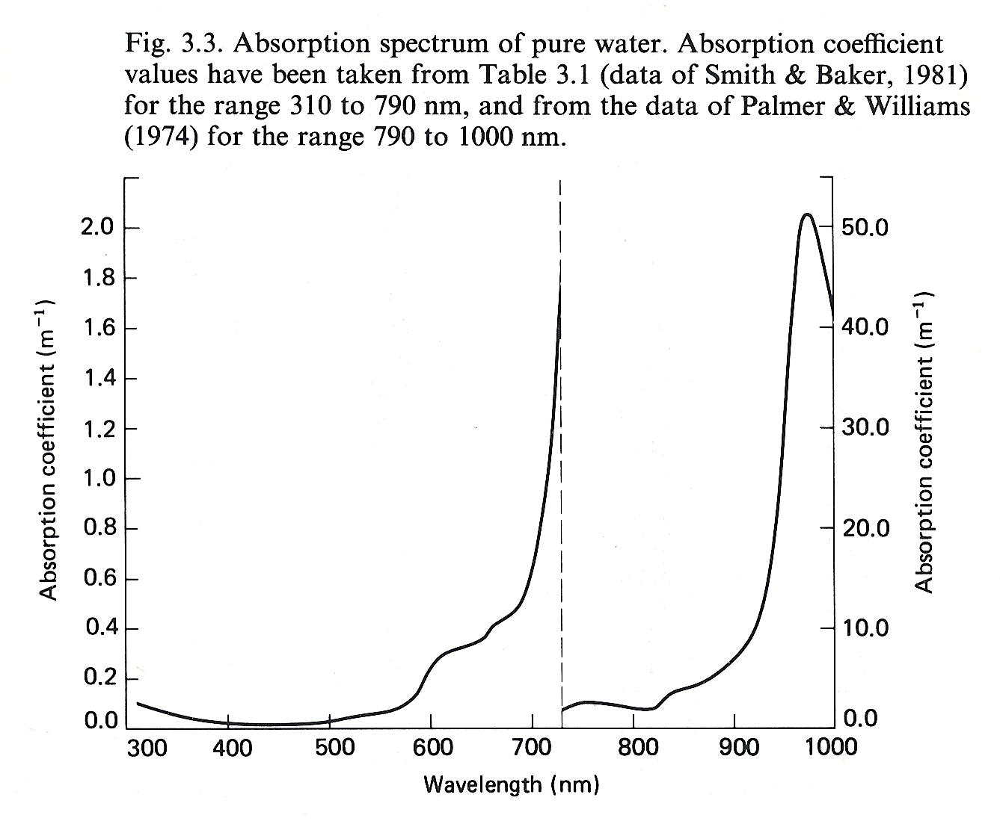 Fig. 3.3. Absorption spectrum of pure water. Absorption coefficient
values have been taken from Table 3.1 (data of Smith & Baker, 1981)
for the range 310 to 790 nm, and from the data of Palmer & Williams
(1974) for the range 790 to 1000 nm.
Absorption coefficient (m⁻¹)
2.0
1.8
1.6
1.4
1.2
1.0
0.8
0.6
0.4
0.2
0.0
300 400 500 600 700 800 900 1000
Wavelength (nm)
50.0
40.0
30.0
20.0
10.0
0.0
Absorption coefficient (m⁻¹)